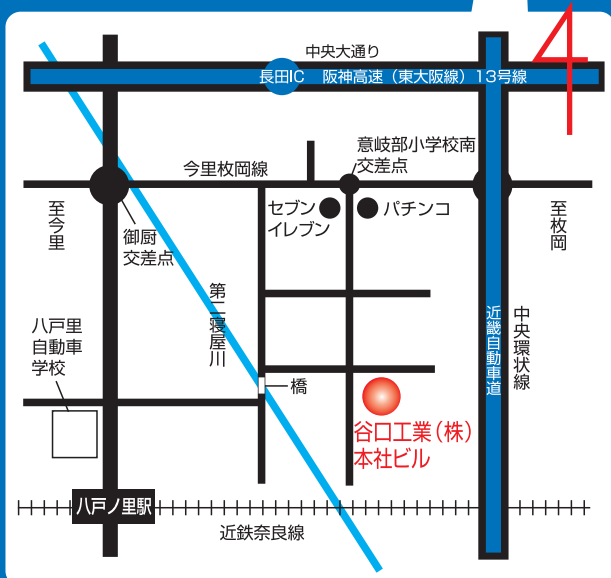 中央大通り
長田IC 阪神高速（東大阪線）13号線
意岐部小学校南
交差点
今里枚岡線
セブン
イレブン
パチンコ
至今里
至枚岡
御厨
交差点
第二寝屋川
八戸里
自動車
学校
近畿自動車道
中央環状線
橋
谷口工業（株）
本社ビル
八戸ノ里駅
近鉄奈良線